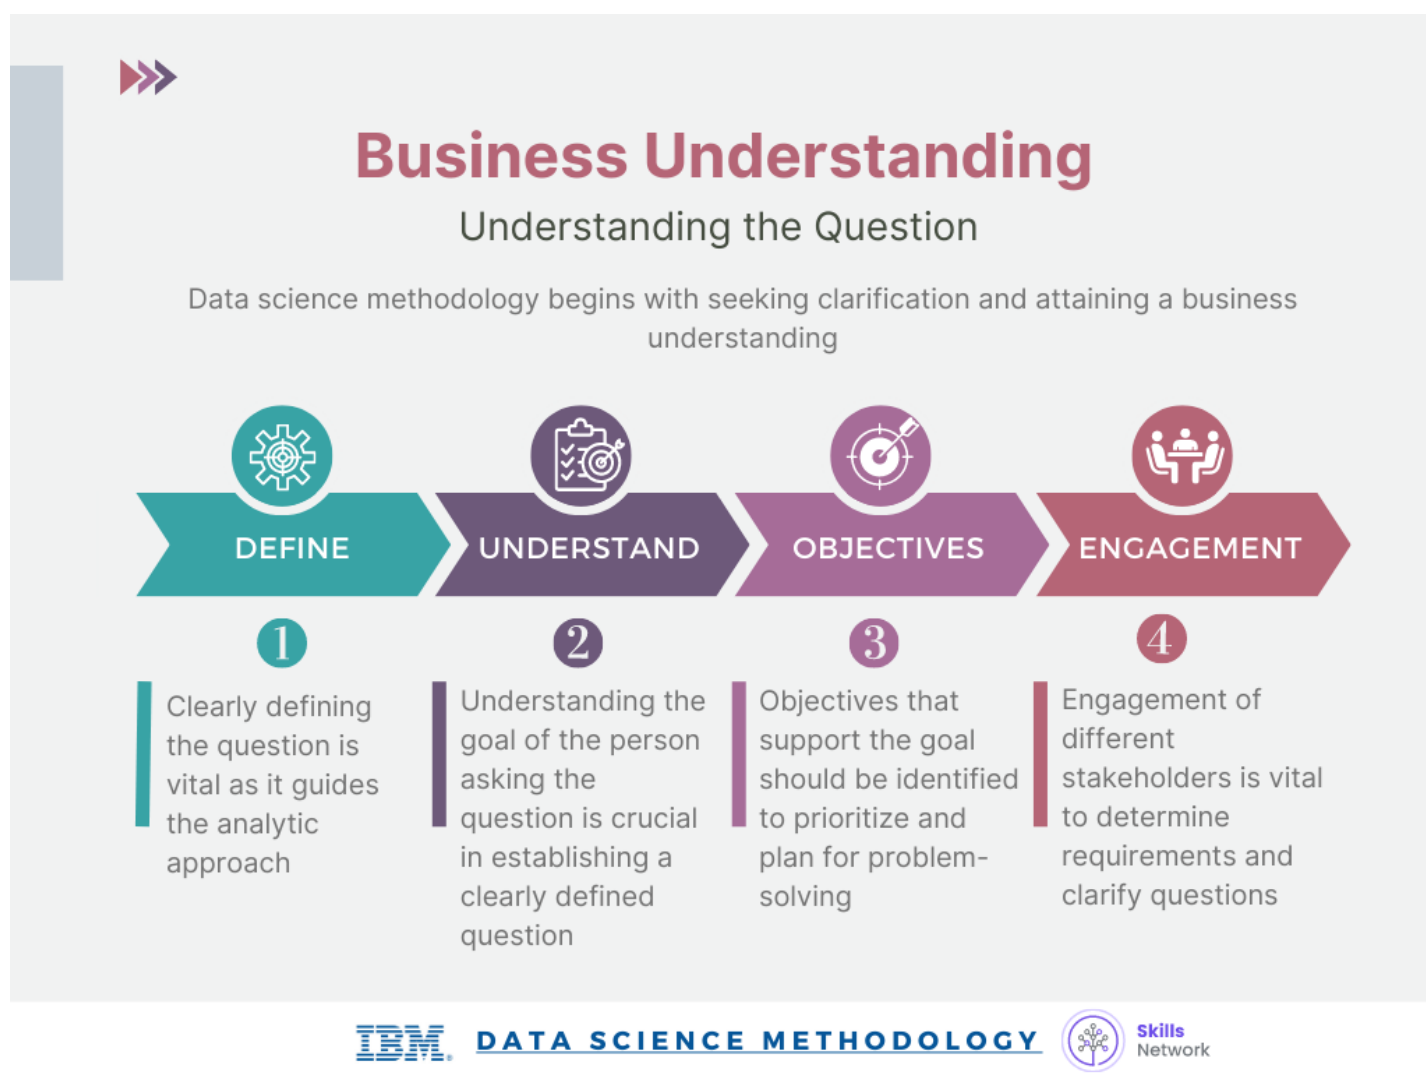 Business Understanding
Understanding the Question
Data science methodology begins with seeking clarification and attaining a business
understanding
DEFINE
UNDERSTAND
OBJECTIVES
ENGAGEMENT
1
Clearly defining
the question is
vital as it guides
the analytic
approach
2
Understanding the
goal of the person
asking the
question is crucial
in establishing a
clearly defined
question
3
Objectives that
support the goal
should be identified
to prioritize and
plan for problem-
solving
4
Engagement of
different
stakeholders is vital
to determine
requirements and
clarify questions
IBM®
DATA SCIENCE METHODOLOGY
Skills
Network